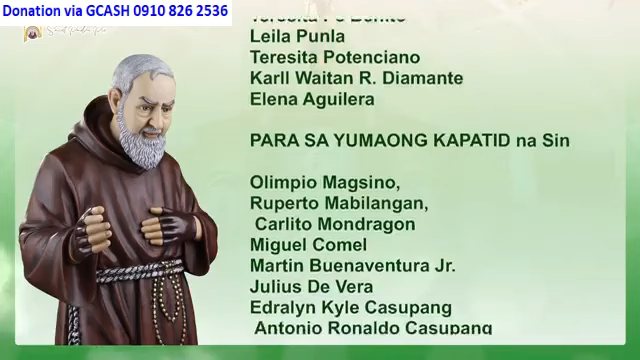 Donation via GCASH 0910 826 2536
Teresita
Leila Punla
Teresita Potenciano
Karll Waitan R. Diamante
Elena Aguilera
PARA SA YUMAONG KAPATID na Sin
Olimpio Magsino,
Ruperto Mabilangan,
Carlito Mondragon
Miguel Comel
Martin Buenaventura Jr.
Julius De Vera
Edralyn Kyle Casupang
Antonio Ronaldo Casupang